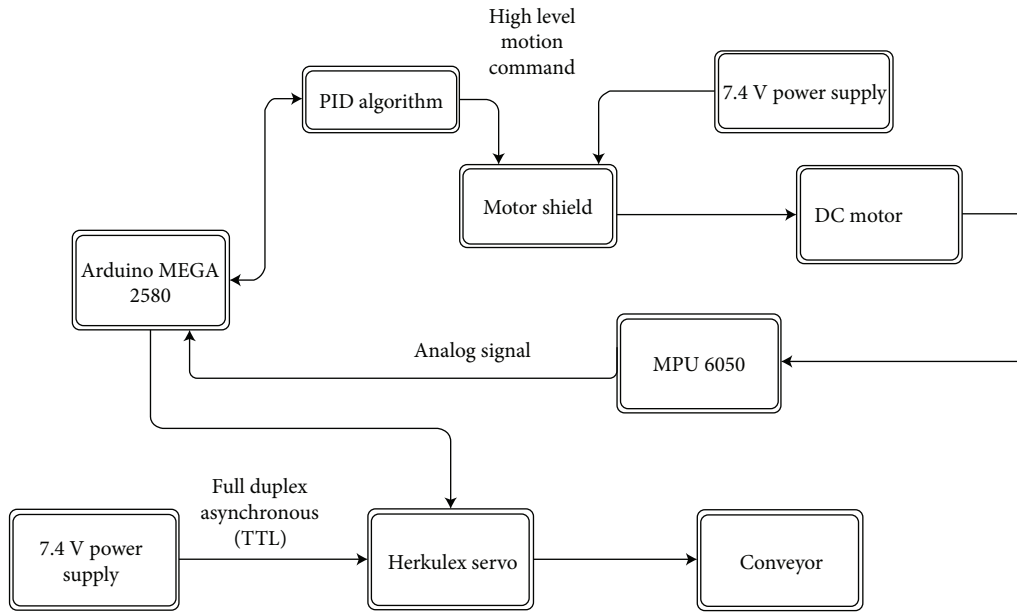 High level
motion
command
PID algorithm
7.4 V power supply
Motor shield
DC motor
Arduino MEGA
2580
Analog signal
MPU 6050
Full duplex
asynchronous
(TTL)
7.4 V power
supply
Herkulex servo
Conveyor